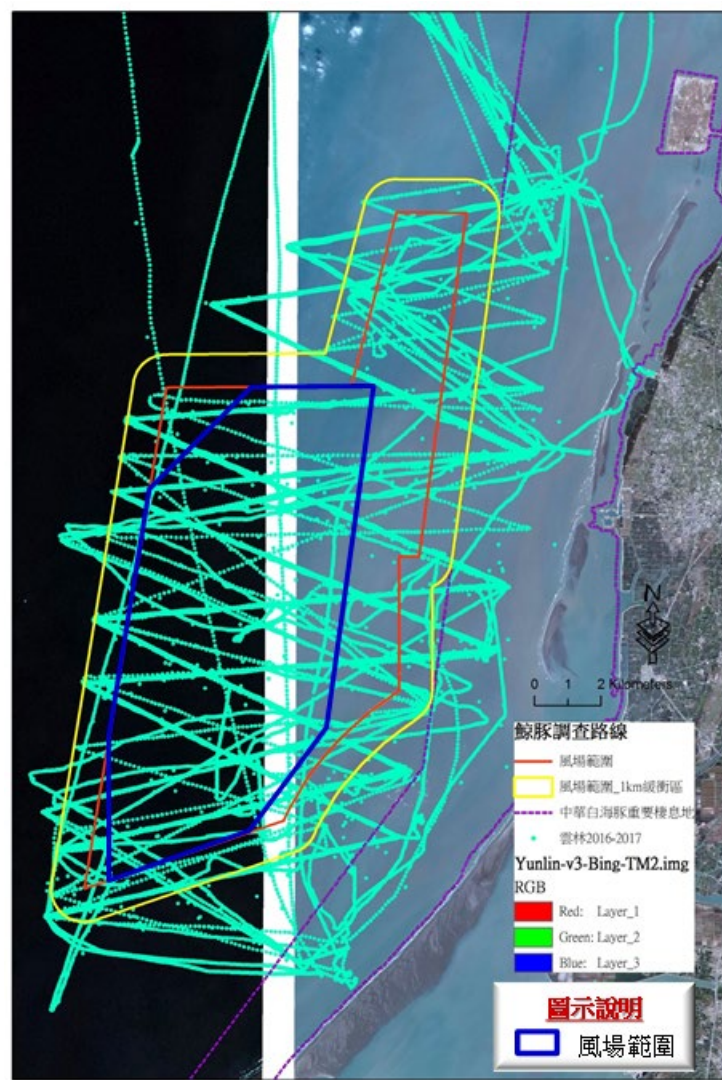 N
0 1 2 Kilometers
鯨豚調查路線
風場範圍
風場範圍_1km緩衝區
中華白海豚重要棲息地
雲林2016-2017
Yunlin-v3-Bing-TM2.img
RGB
Red: Layer_1
Green: Layer_2
Blue: Layer_3
圖示說明
風場範圍